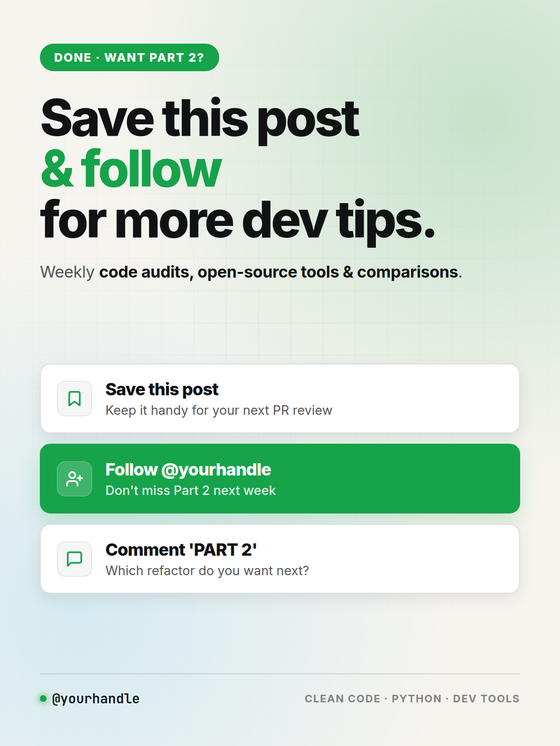 DONE · WANT PART 2?
Save this post
& follow
for more dev tips.
Weekly code audits, open-source tools & comparisons.
Save this post
Keep it handy for your next PR review
Follow @yourhandle
Don't miss Part 2 next week
Comment 'PART 2'
Which refactor do you want next?
@yourhandle
CLEAN CODE · PYTHON · DEV TOOLS